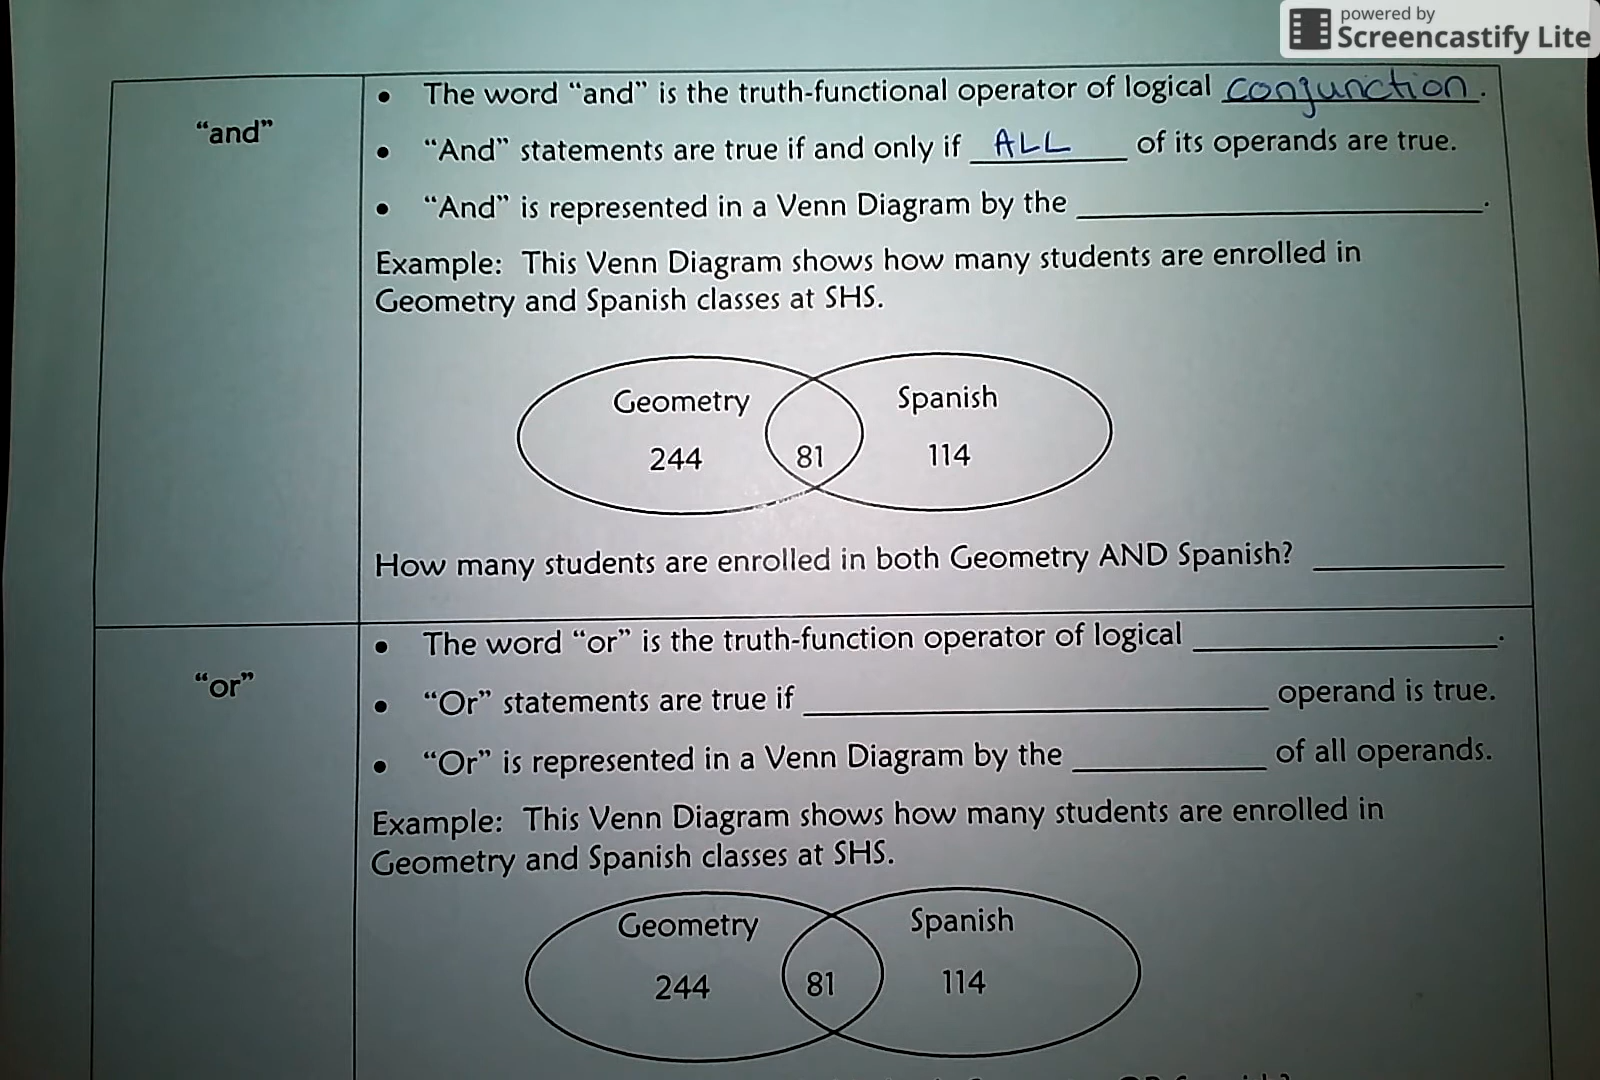 powered by
Screencastify Lite
“and”
• The word “and” is the truth-functional operator of logical conjunction.
• “And” statements are true if and only if ALL of its operands are true.
• “And” is represented in a Venn Diagram by the ____________________.
Example: This Venn Diagram shows how many students are enrolled in
Geometry and Spanish classes at SHS.
Geometry Spanish
244 81 114
How many students are enrolled in both Geometry AND Spanish? __________
“or”
• The word “or” is the truth-function operator of logical ________________.
• “Or” statements are true if ________________________ operand is true.
• “Or” is represented in a Venn Diagram by the __________ of all operands.
Example: This Venn Diagram shows how many students are enrolled in
Geometry and Spanish classes at SHS.
Geometry Spanish
244 81 114